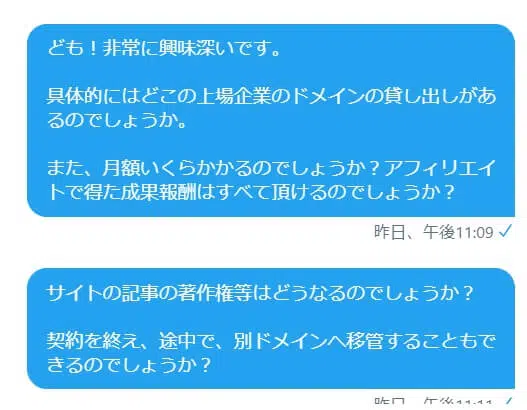 ども！非常に興味深いです。
具体的にはどこの上場企業のドメインの貸し出しがあ
るのでしょうか。
また、月額いくらかかるのでしょうか？アフィリエイ
トで得た成果報酬はすべて頂けるのでしょうか？
昨日、午後11:09 ✓
サイトの記事の著作権等はどうなるのでしょうか？
契約を終え、途中で、別ドメインへ移管することもで
きるのでしょうか？
昨日、午後11:11 ✓